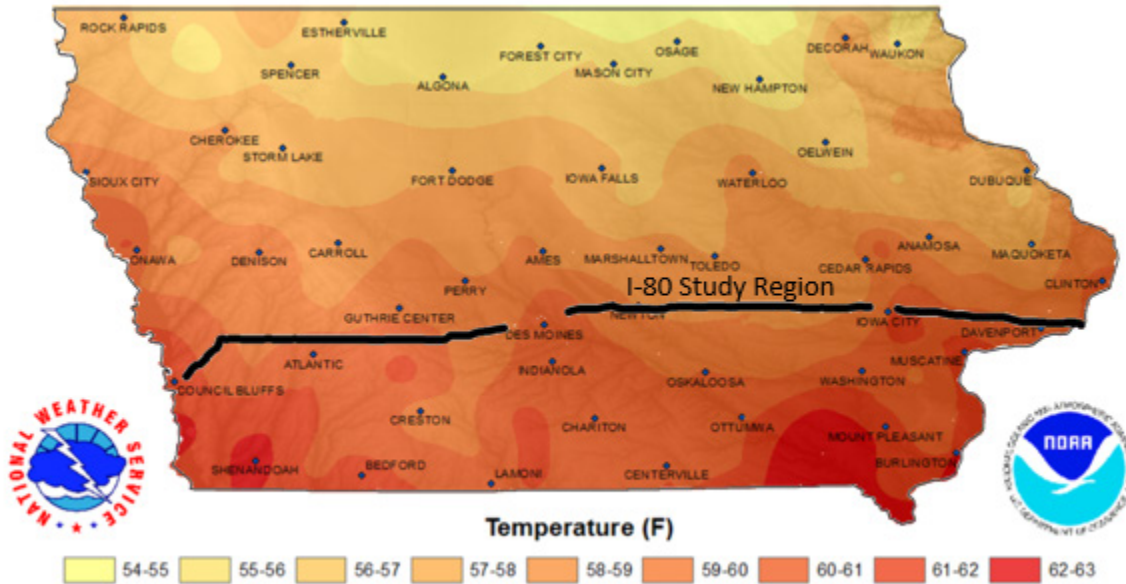 ROCK RAPIDS
ESTHERVILLE
FOREST CITY
OSAGE
DECORAH
WAUKON
SPENCER
ALGONA
MASON CITY
NEW HAMPTON
CHEROKEE
STORM LAKE
OELWEIN
SIOUX CITY
FORT DODGE
IOWA FALLS
WATERLOO
DUBUQUE
ONAWA
DENISON
CARROLL
AMES
MARSHALLTOWN
TOLEDO
CEDAR RAPIDS
ANAMOSA
MAQUOKETA
PERRY
I-80 Study Region
CLINTON
GUTHRIE CENTER
NEWTON
IOWA CITY
DES MOINES
DAVENPORT
ATLANTIC
INDIANOLA
MUSCATINE
COUNCIL BLUFFS
OSKALOOSA
WASHINGTON
CRESTON
CHARITON
OTTUMWA
MOUNT PLEASANT
SHENANDOAH
BEDFORD
LAMONI
CENTERVILLE
BURLINGTON
NATIONAL WEATHER SERVICE
NOAA
Temperature (F)
54-55 55-56 56-57 57-58 58-59 59-60 60-61 61-62 62-63